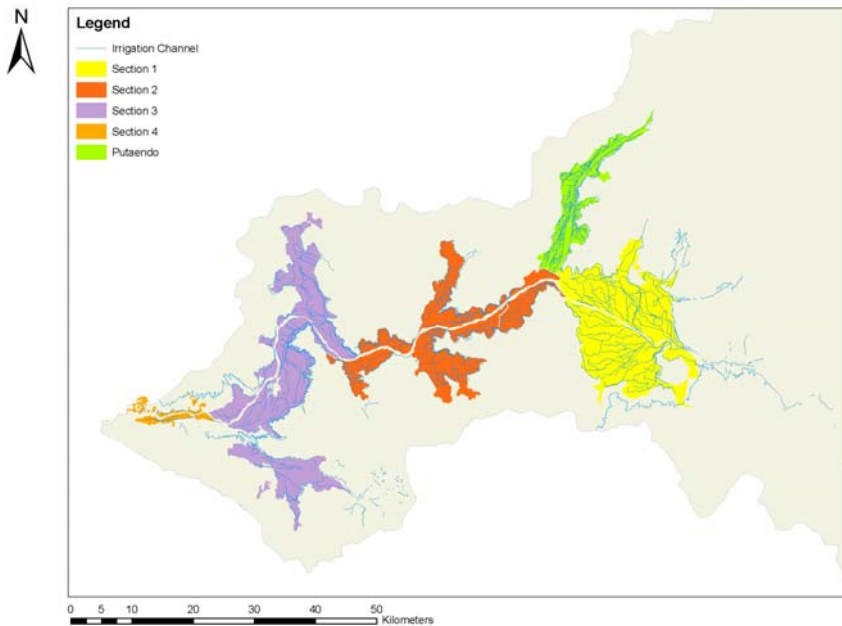 N
Legend
Irrigation Channel
Section 1
Section 2
Section 3
Section 4
Putaendo
0 5 10 20 30 40 50
Kilometers